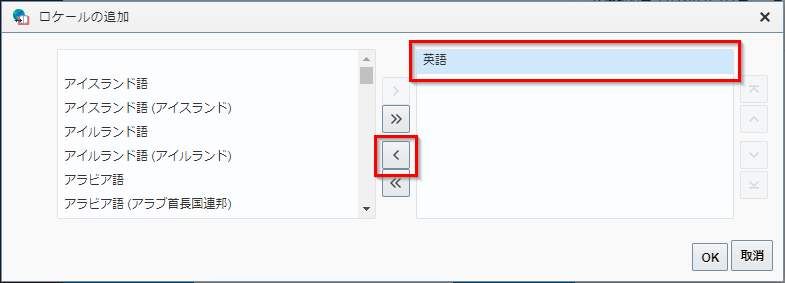 ロケールの追加
アイスランド語
アイスランド語 (アイスランド)
アイルランド語
アイルランド語 (アイルランド)
アラビア語
アラビア語 (アラブ首長国連邦)
英語
OK
取消